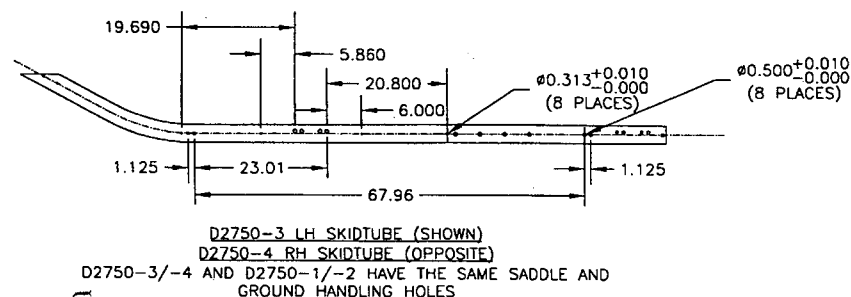 19.690
5.860
20.800
6.000
ø0.313+0.010
-0.000
(8 PLACES)
ø0.500+0.010
-0.000
(8 PLACES)
1.125
23.01
67.96
1.125
D2750-3 LH SKIDTUBE (SHOWN)
D2750-4 RH SKIDTUBE (OPPOSITE)
D2750-3/-4 AND D2750-1/-2 HAVE THE SAME SADDLE AND
GROUND HANDLING HOLES